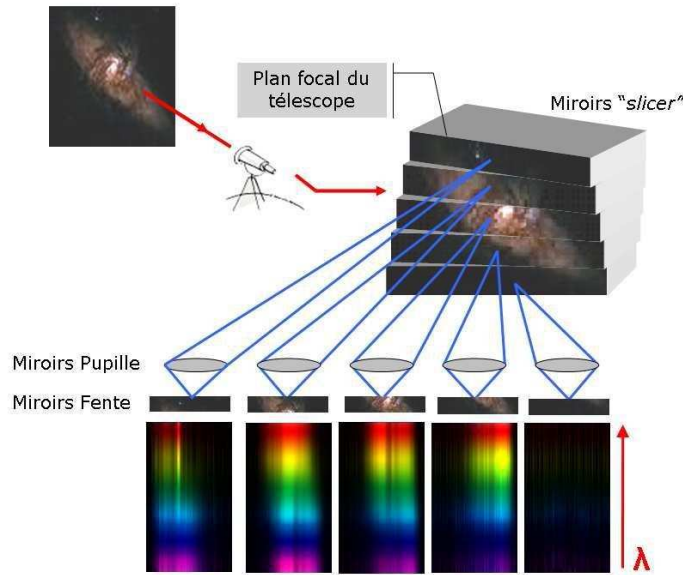 Plan focal du
télescope
Miroirs “slicer”
Miroirs Pupille
Miroirs Fente
λ